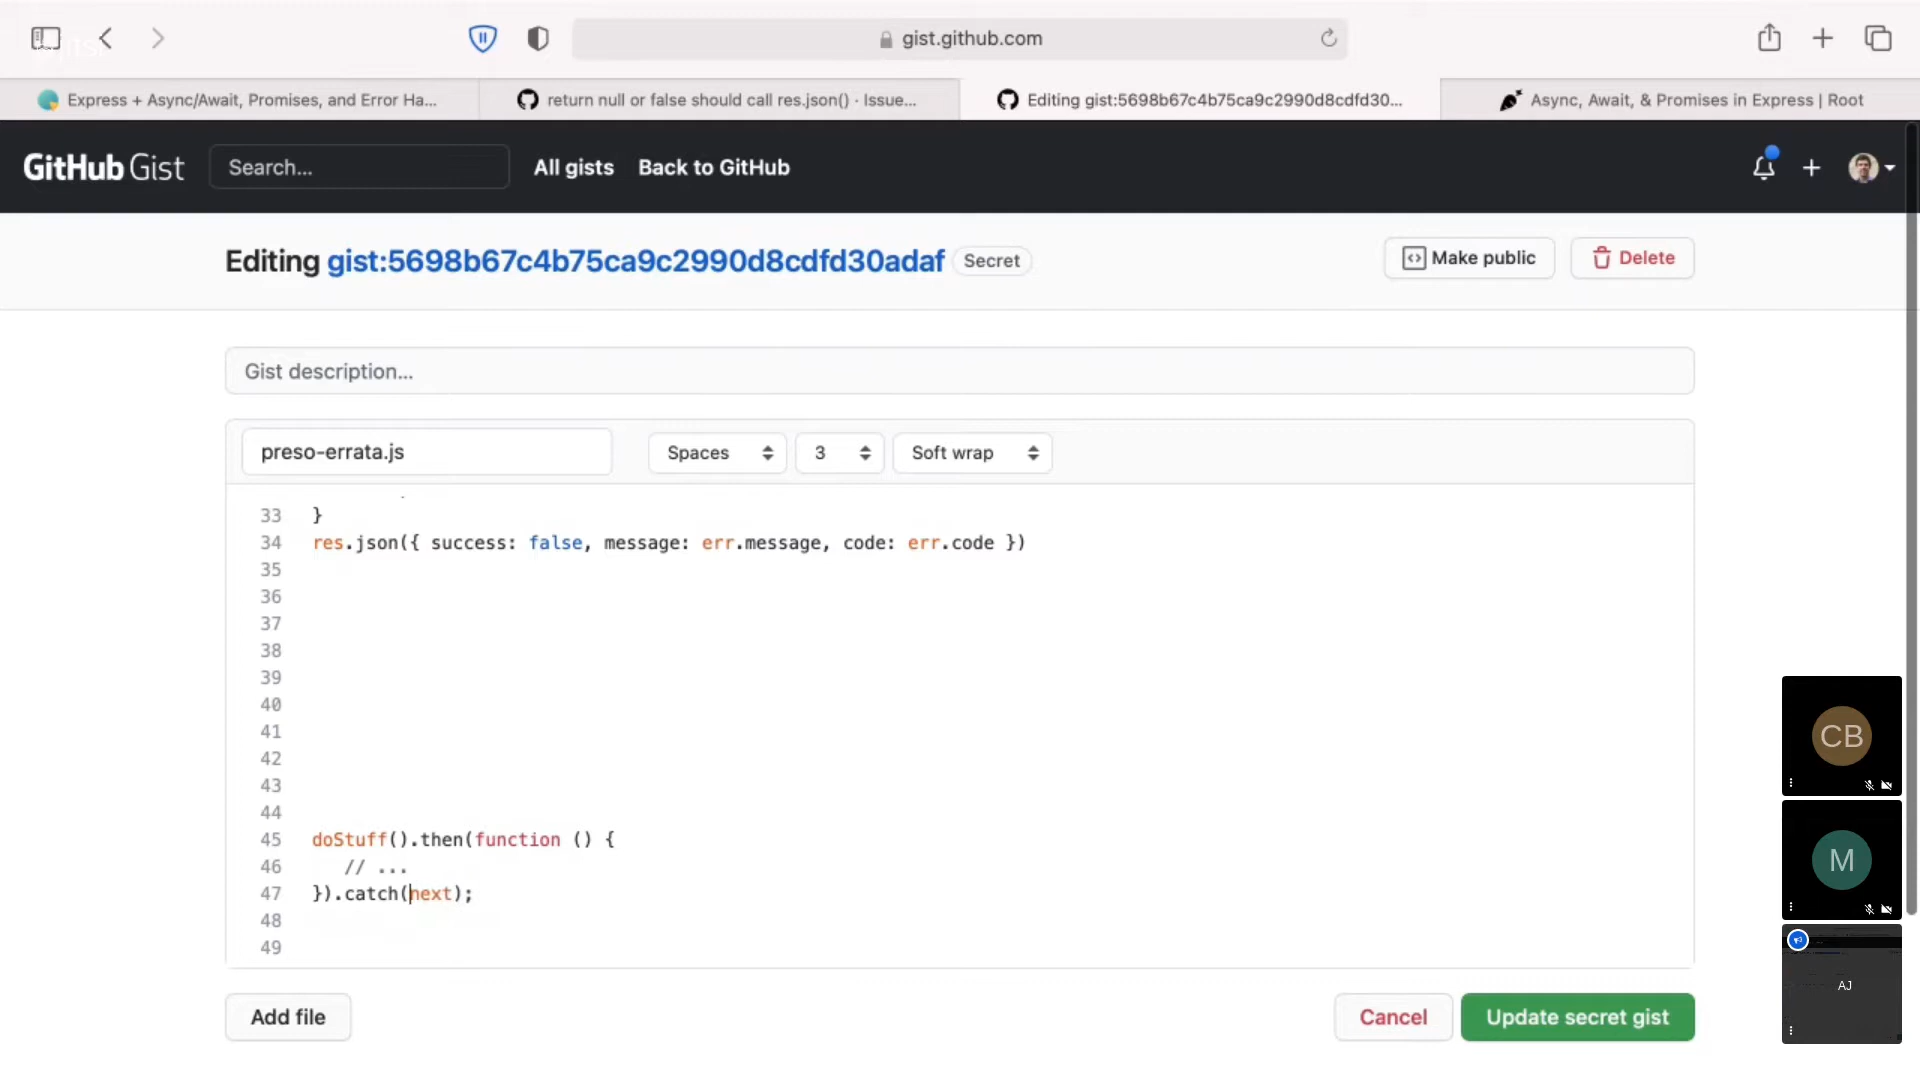 gist.github.com
Express + Async/Await, Promises, and Error Ha...
return null or false should call res.json() · Issue...
Editing gist:5698b67c4b75ca9c2990d8cdfd30...
Async, Await, & Promises in Express | Root
GitHub Gist
Search...
All gists
Back to GitHub
Editing gist:5698b67c4b75ca9c2990d8cdfd30adaf
Secret
Make public
Delete
Gist description...
preso-errata.js
Spaces
3
Soft wrap
33 }
34 res.json({ success: false, message: err.message, code: err.code })
35
36
37
38
39
40
41
42
43
44
45 doStuff().then(function () {
46 // ...
47 }).catch(next);
48
49
Add file
Cancel
Update secret gist
CB
M
AJ